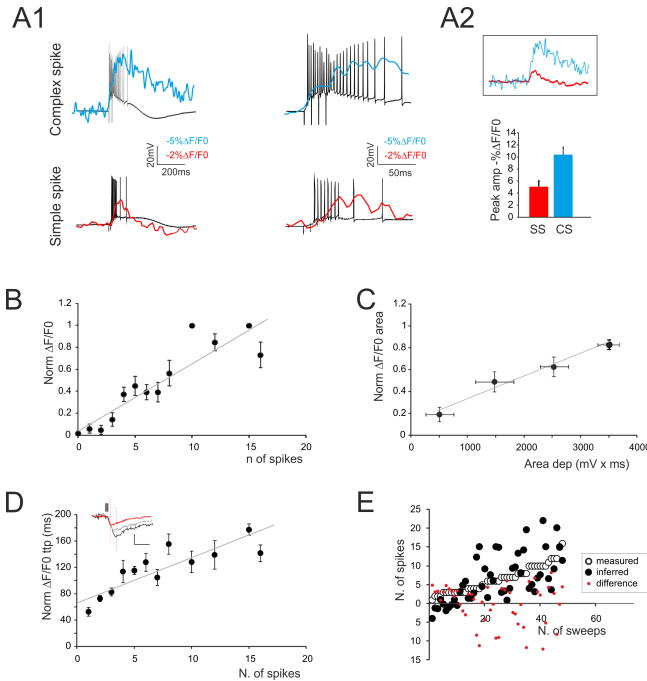 A1
A2
Complex spike
-5%ΔF/F0
-2%ΔF/F0
20mV
200ms
-5%ΔF/F0
-2%ΔF/F0
20mV
50ms
Simple spike
Peak amp -%ΔF/F0
14
12
10
8
6
4
2
0
SS CS
B
Norm ΔF/F0
1.2
1
0.8
0.6
0.4
0.2
0
0 5 10 15 20
n of spikes
C
Norm ΔF/F0 area
1.2
1
0.8
0.6
0.4
0.2
0
0 1000 2000 3000 4000
Area dep (mV x ms)
D
Norm ΔF/F0 ttp (ms)
200
160
120
80
40
0
0 5 10 15 20
N. of spikes
E
N. of spikes
25
20
15
10
5
0
5
10
15
20 40 60
N. of sweeps
measured
inferred
difference